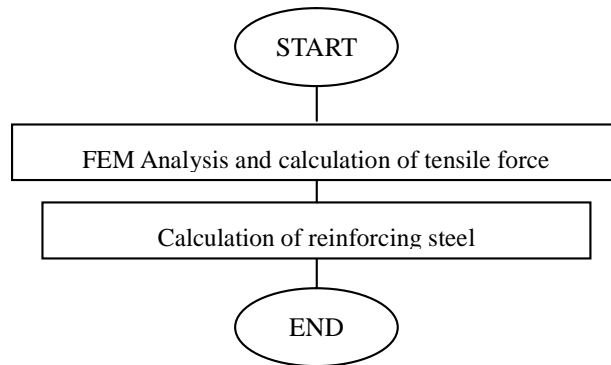 START
FEM Analysis and calculation of tensile force
Calculation of reinforcing steel
END